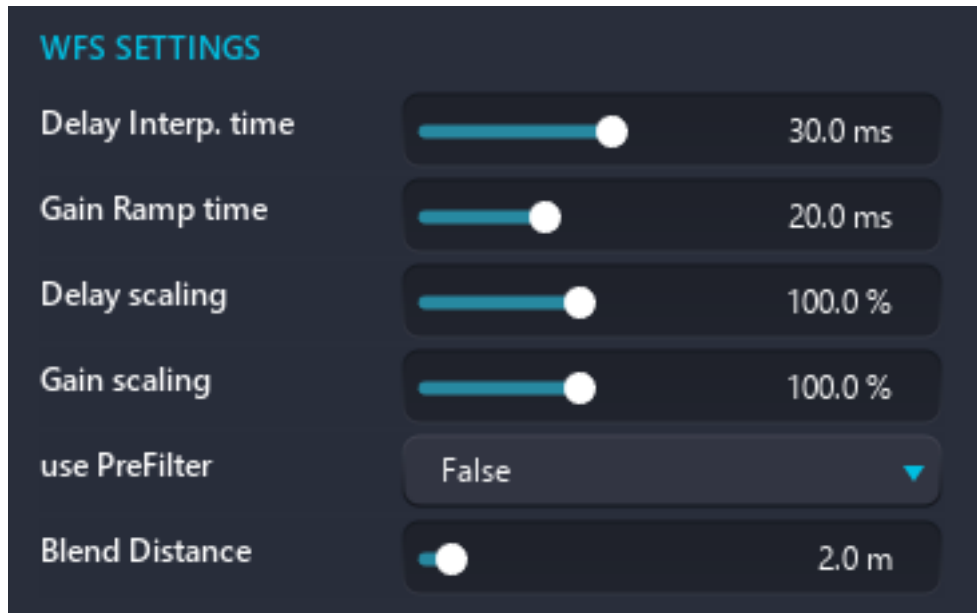 WFS SETTINGS
Delay Interp. time 30.0 ms
Gain Ramp time 20.0 ms
Delay scaling 100.0 %
Gain scaling 100.0 %
use PreFilter False
Blend Distance 2.0 m